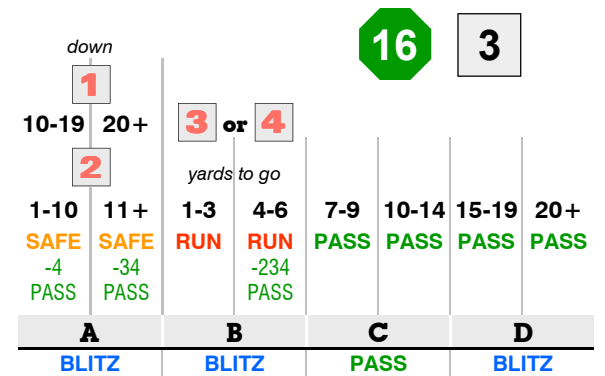 16 3
down
1
10-19 20+ 3 or 4
2 yards to go
1-10 11+ 1-3 4-6 7-9 10-14 15-19 20+
SAFE SAFE RUN RUN PASS PASS PASS PASS
-4 -34 -234
PASS PASS PASS
A B C D
BLITZ BLITZ PASS BLITZ